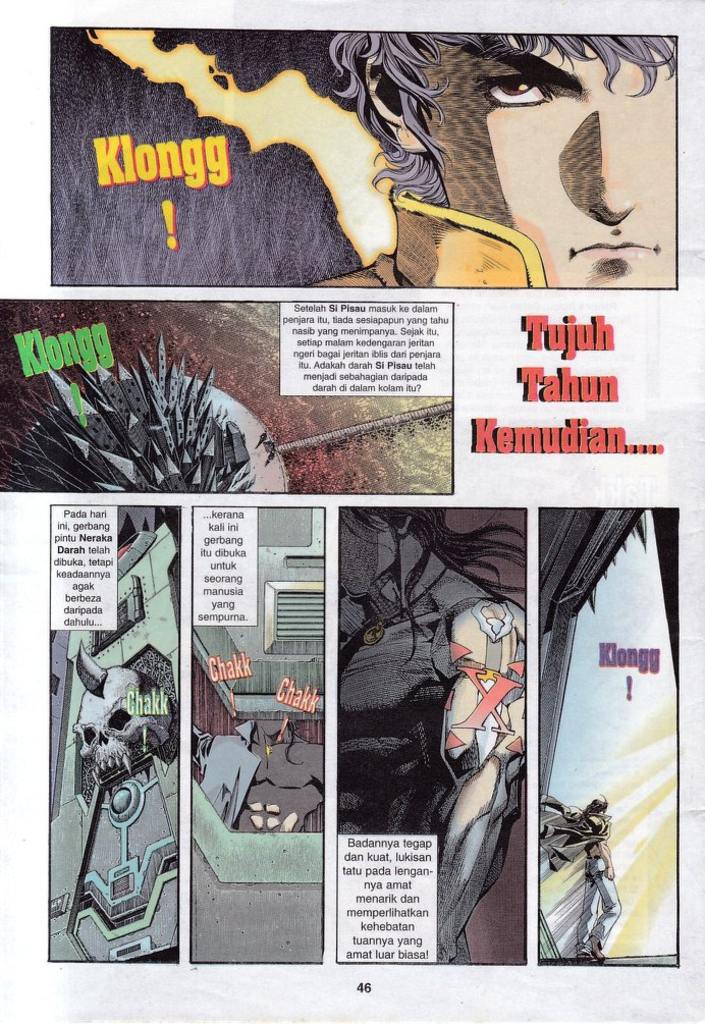 Klongg
!
Klongg
!
Setelah Si Pisau masuk ke dalam
penjara itu, tiada sesiapapun yang tahu
nasib yang menimpanya. Sejak itu,
setiap malam kedengaran jeritan
ngeri bagai jeritan iblis dari penjara
itu. Adakah darah Si Pisau telah
menjadi sebahagian daripada
darah di dalam kolam itu?
Tujuh
Tahun
Kemudian.....
Pada hari
ini, gerbang
pintu Neraka
Darah telah
dibuka, tetapi
keadaannya
agak
berbeza
daripada
dahulu...
Chakk
!
...kerana
kali ini
gerbang
itu dibuka
untuk
seorang
manusia
yang
sempurna.
Chakk
!
Chakk
!
X
Badannya tegap
dan kuat, lukisan
tatu pada lengan-
nya amat
menarik dan
memperlihatkan
kehebatan
tuannya yang
amat luar biasa!
Klongg
!
46